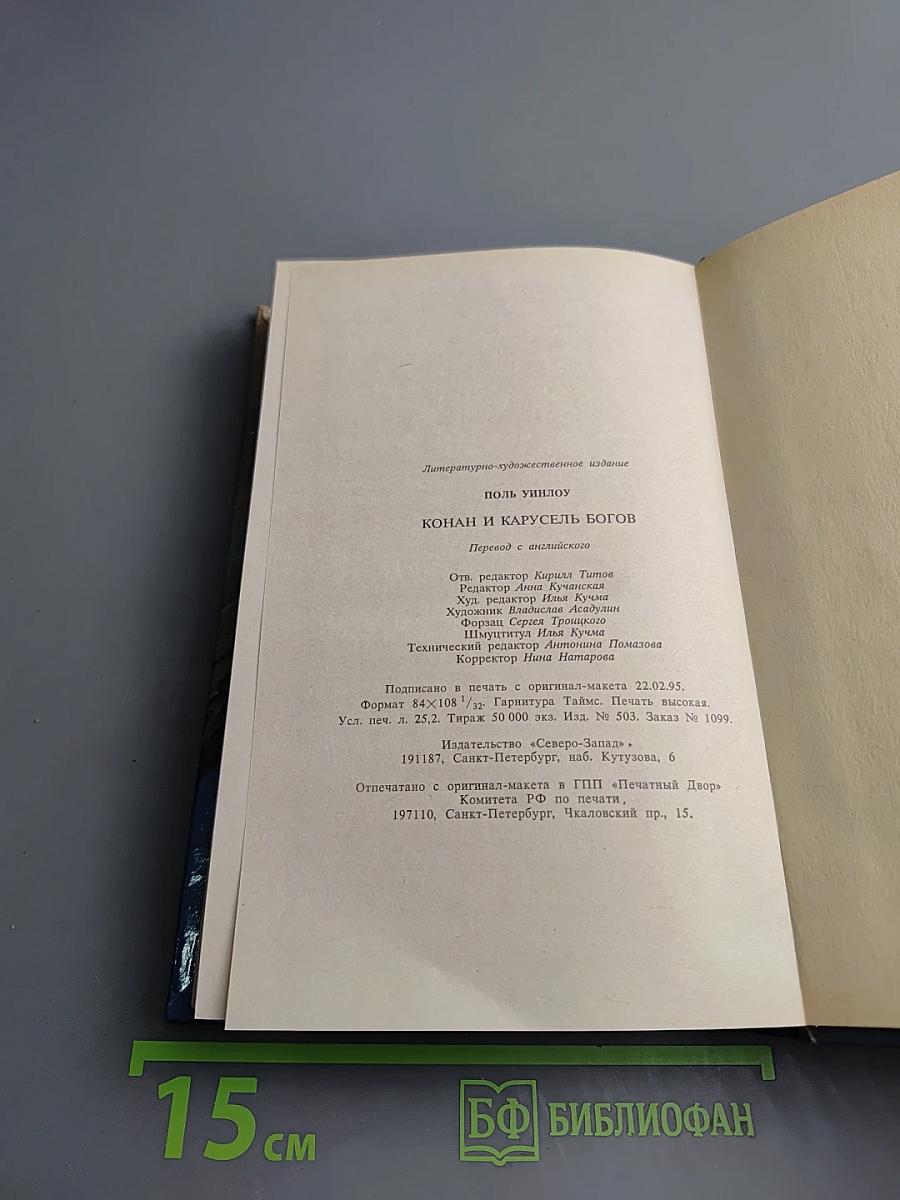 Литературно-художественное издание
ПОЛЬ УИНЛОУ
КОНАН И КАРУСЕЛЬ БОГОВ
Перевод с английского
Отв. редактор Кирилл Титов
Редактор Анна Кучанская
Худ. редактор Илья Кучма
Художник Владислав Асадулин
Форзац Сергея Троицкого
Шмуцтитул Илья Кучма
Технический редактор Антонина Помазова
Корректор Нина Натарова
Подписано в печать с оригинал-макета 22.02.95.
Формат 84×108 1/32. Гарнитура Таймс. Печать высокая.
Усл. печ. л. 25,2. Тираж 50 000 экз. Изд. № 503. Заказ № 1099.
Издательство «Северо-Запад».
191187, Санкт-Петербург, наб. Кутузова, 6
Отпечатано с оригинал-макета в ГПП «Печатный Двор»
Комитета РФ по печати,
197110, Санкт-Петербург, Чкаловский пр., 15.
15 см
БФ БИБЛИОФАН